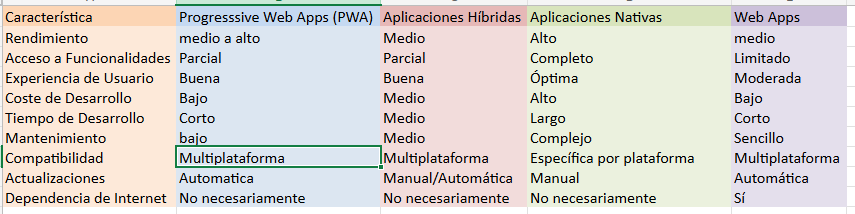 Característica Progresssive Web Apps (PWA) Aplicaciones Híbridas Aplicaciones Nativas Web Apps
Rendimiento medio a alto Medio Alto medio
Acceso a Funcionalidades Parcial Parcial Completo Limitado
Experiencia de Usuario Buena Buena Óptima Moderada
Coste de Desarrollo Bajo Medio Alto Bajo
Tiempo de Desarrollo Corto Medio Largo Corto
Mantenimiento bajo Medio Complejo Sencillo
Compatibilidad Multiplataforma Multiplataforma Específica por plataforma Multiplataforma
Actualizaciones Automatica Manual/Automática Manual Automática
Dependencia de Internet No necesariamente No necesariamente No necesariamente Sí